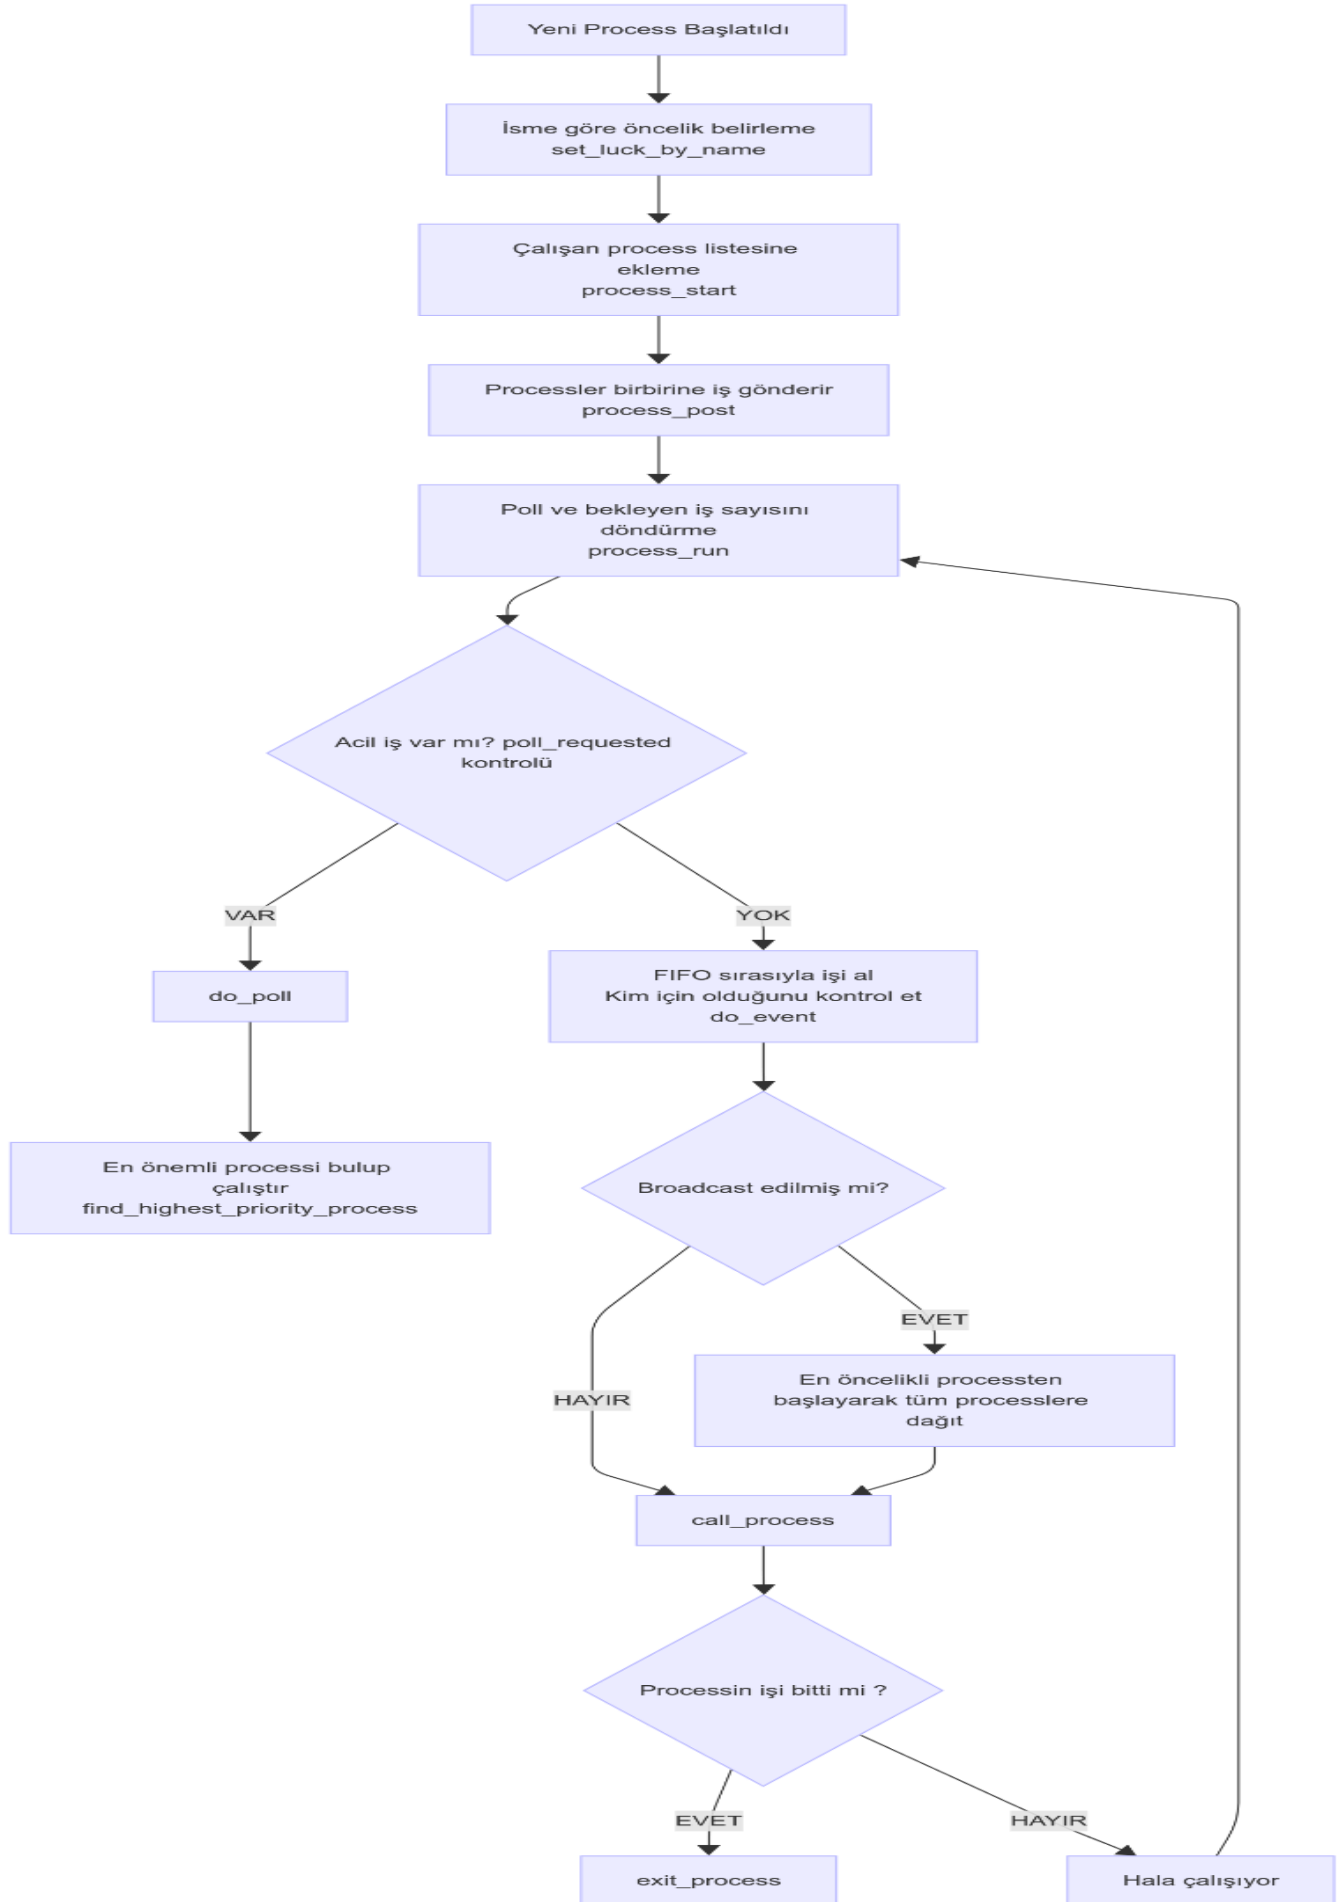 Yeni Process Başlatıldı
İsme göre öncelik belirleme
set_luck_by_name
Çalışan process listesine
ekleme
process_start
Processler birbirine iş gönderir
process_post
Poll ve bekleyen iş sayısını
döndürme
process_run
Acil iş var mı? poll_requested
kontrolü
VAR
YOK
do_poll
FIFO sırasıyla işi al
Kim için olduğunu kontrol et
do_event
En önemli processi bulup
çalıştır
find_highest_priority_process
Broadcast edilmiş mi?
EVET
HAYIR
En öncelikli processten
başlayarak tüm processlere
dağıt
call_process
Processin işi bitti mi ?
EVET
HAYIR
exit_process
Hala çalışıyor